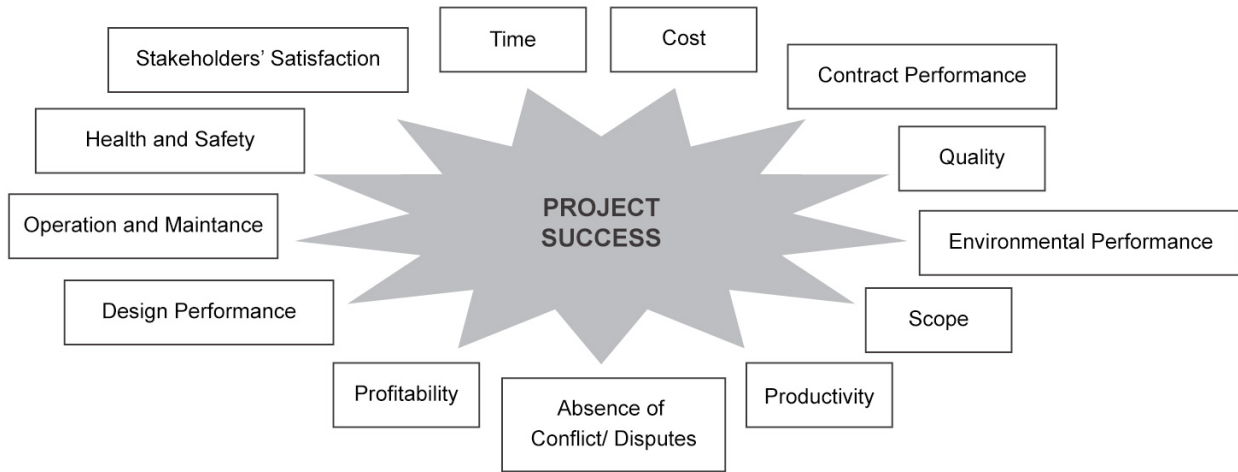 Time
Cost
Stakeholders' Satisfaction
Contract Performance
Health and Safety
Quality
PROJECT
SUCCESS
Operation and Maintance
Environmental Performance
Design Performance
Scope
Profitability
Absence of
Conflict/ Disputes
Productivity